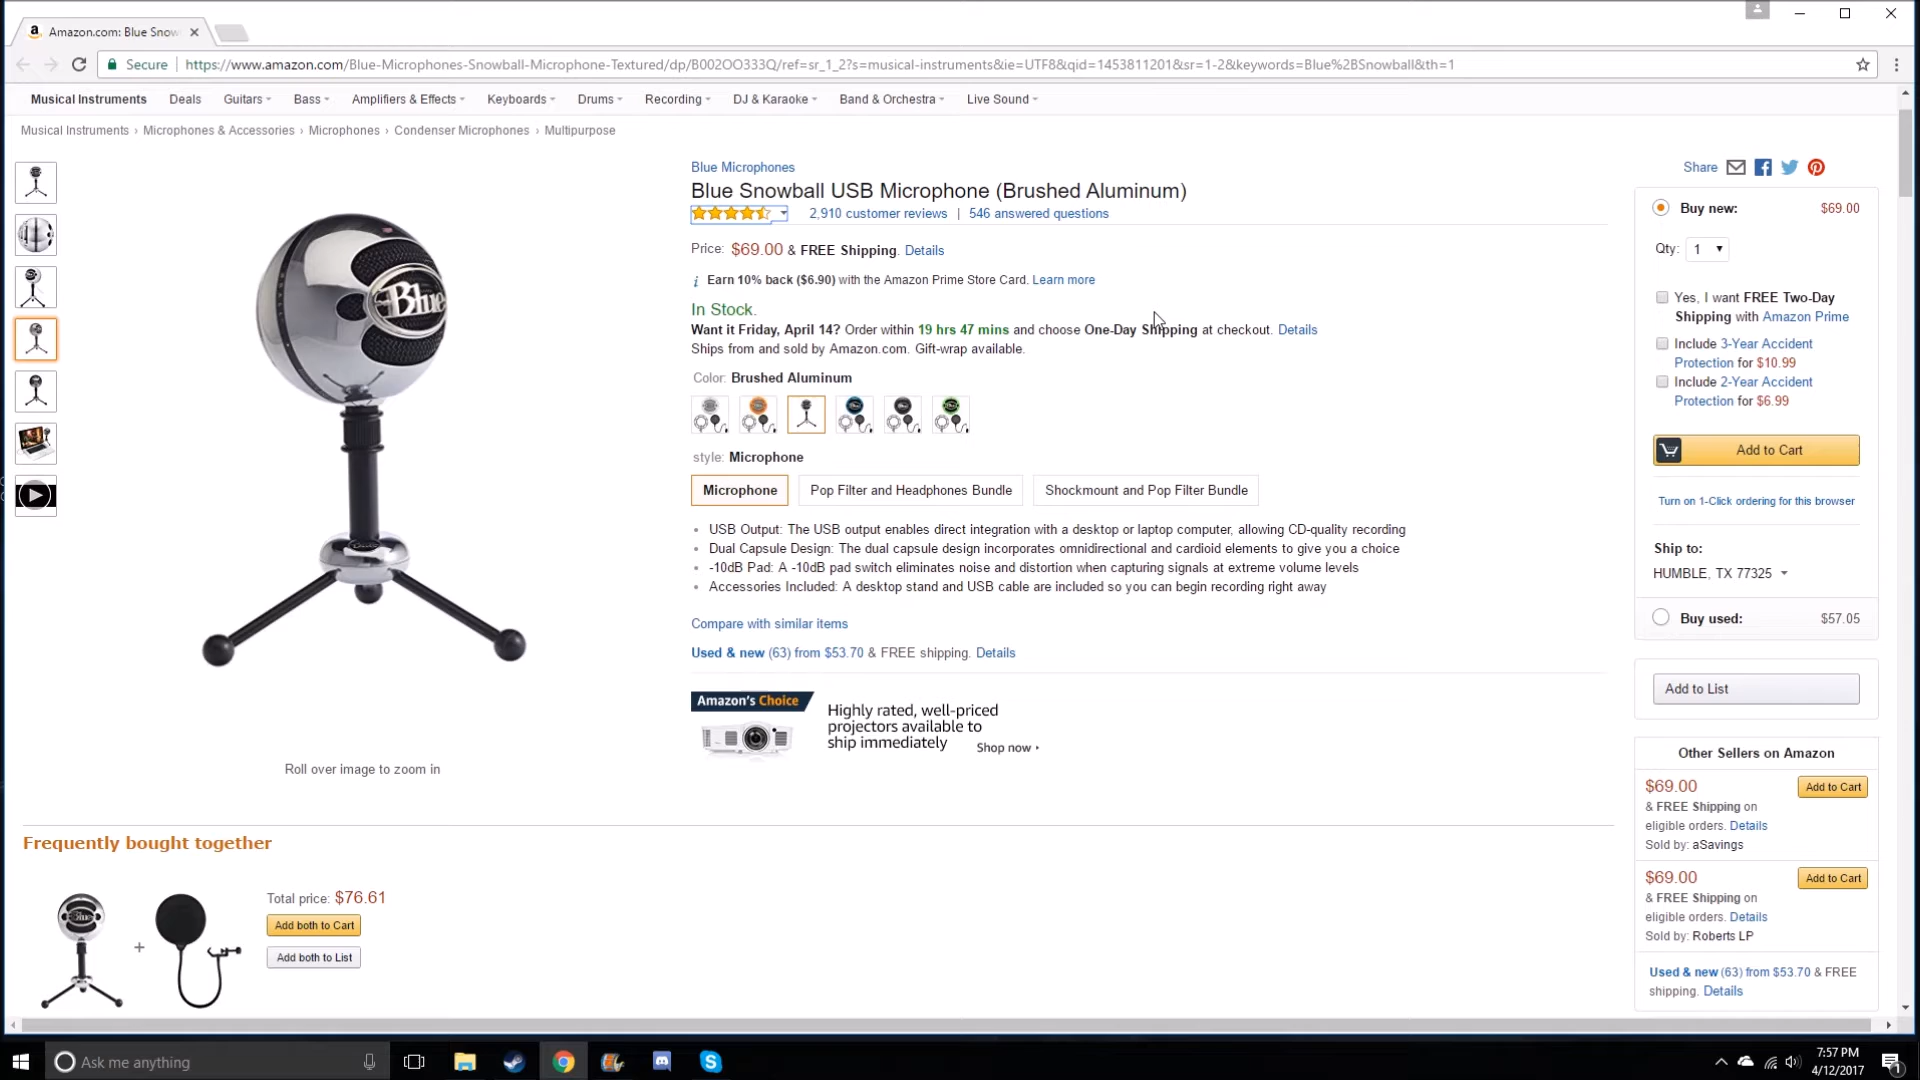 Amazon.com: Blue Snow
Secure
https://www.amazon.com/Blue-Microphones-Snowball-Microphone-Textured/dp/B002OO333Q/ref=sr_1_2?s=musical-instruments&ie=UTF8&qid=1453811201&sr=1-2&keywords=Blue%2BSnowball&th=1
Musical Instruments Deals Guitars Bass Amplifiers & Effects Keyboards Drums Recording DJ & Karaoke Band & Orchestra Live Sound
Musical Instruments › Microphones & Accessories › Microphones › Condenser Microphones › Multipurpose
Blue
Roll over image to zoom in
Blue Microphones
Blue Snowball USB Microphone (Brushed Aluminum)
2,910 customer reviews | 546 answered questions
Price: $69.00 & FREE Shipping. Details
Earn 10% back ($6.90) with the Amazon Prime Store Card. Learn more
In Stock.
Want it Friday, April 14? Order within 19 hrs 47 mins and choose One-Day Shipping at checkout. Details
Ships from and sold by Amazon.com. Gift-wrap available.
Color: Brushed Aluminum
style: Microphone
Microphone Pop Filter and Headphones Bundle Shockmount and Pop Filter Bundle
• USB Output: The USB output enables direct integration with a desktop or laptop computer, allowing CD-quality recording
• Dual Capsule Design: The dual capsule design incorporates omnidirectional and cardioid elements to give you a choice
• -10dB Pad: A -10dB pad switch eliminates noise and distortion when capturing signals at extreme volume levels
• Accessories Included: A desktop stand and USB cable are included so you can begin recording right away
Compare with similar items
Used & new (63) from $53.70 & FREE shipping. Details
Amazon's Choice
Highly rated, well-priced
projectors available to
ship immediately Shop now ›
Share
Buy new: $69.00
Qty: 1
Yes, I want FREE Two-Day
Shipping with Amazon Prime
Include 3-Year Accident
Protection for $10.99
Include 2-Year Accident
Protection for $6.99
Add to Cart
Turn on 1-Click ordering for this browser
Ship to:
HUMBLE, TX 77325
Buy used: $57.05
Add to List
Other Sellers on Amazon
$69.00 Add to Cart
& FREE Shipping on
eligible orders. Details
Sold by: aSavings
$69.00 Add to Cart
& FREE Shipping on
eligible orders. Details
Sold by: Roberts LP
Used & new (63) from $53.70 & FREE
shipping. Details
Frequently bought together
Blue
+
Total price: $76.61
Add both to Cart
Add both to List
Ask me anything
7:57 PM
4/12/2017
1